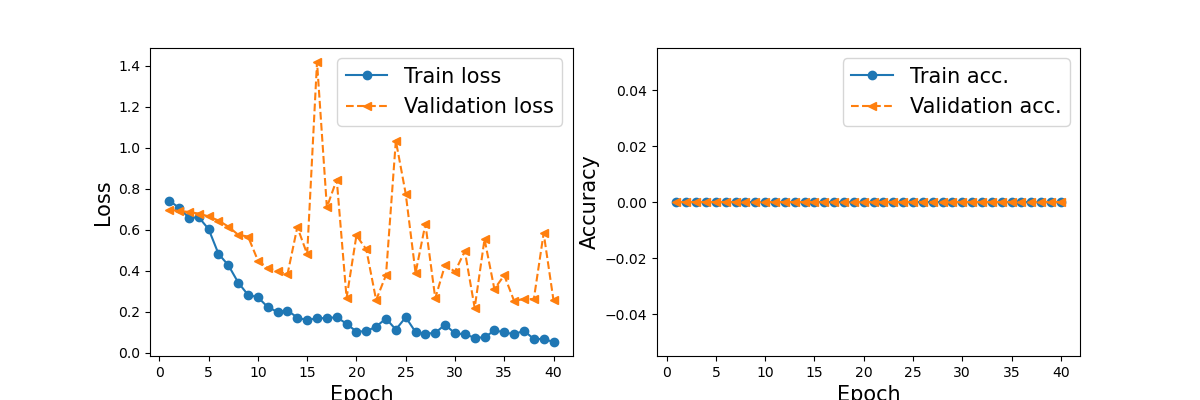 Train loss
Validation loss
Loss
1.4
1.2
1.0
0.8
0.6
0.4
0.2
0.0
0 5 10 15 20 25 30 35 40
Epoch
Train acc.
Validation acc.
Accuracy
0.04
0.02
0.00
−0.02
−0.04
0 5 10 15 20 25 30 35 40
Epoch